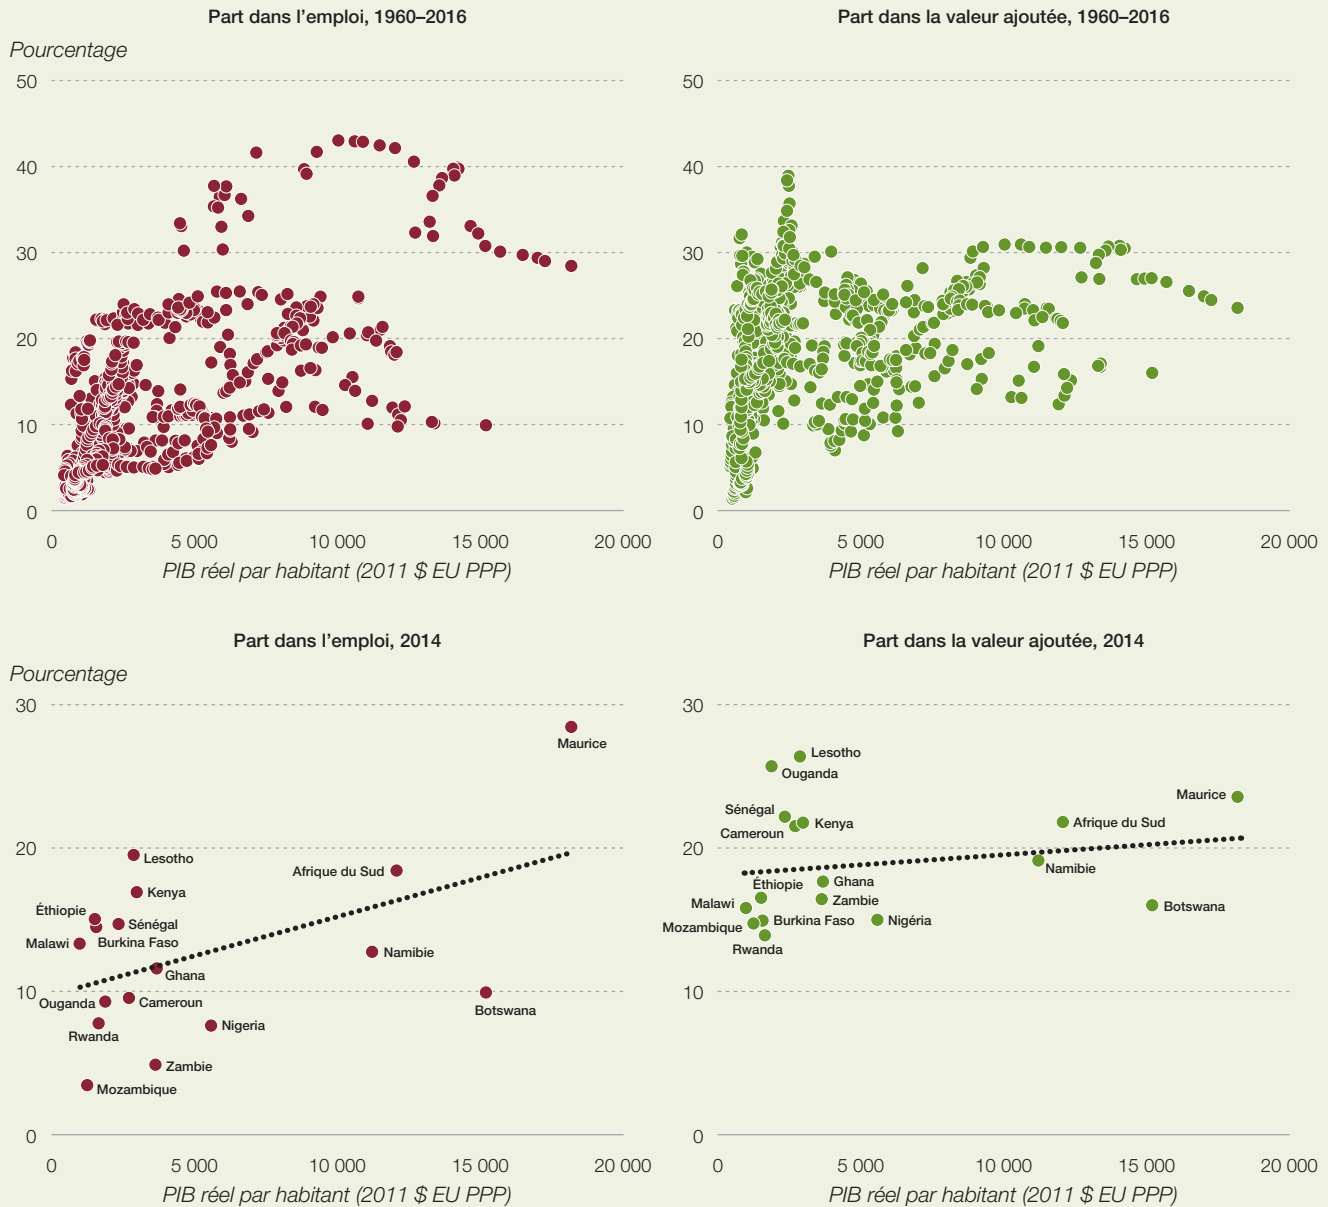 Part dans l'emploi, 1960–2016
Pourcentage
50
40
30
20
10
0
0 5 000 10 000 15 000 20 000
PIB réel par habitant (2011 $ EU PPP)
Part dans la valeur ajoutée, 1960–2016
50
40
30
20
10
0
0 5 000 10 000 15 000 20 000
PIB réel par habitant (2011 $ EU PPP)
Part dans l'emploi, 2014
Pourcentage
30
20
10
0
Maurice
Lesotho
Afrique du Sud
Kenya
Éthiopie
Sénégal
Malawi
Burkina Faso
Namibie
Ghana
Ouganda
Cameroun
Botswana
Nigeria
Rwanda
Zambie
Mozambique
0 5 000 10 000 15 000 20 000
PIB réel par habitant (2011 $ EU PPP)
Part dans la valeur ajoutée, 2014
30
20
10
0
Lesotho
Ouganda
Maurice
Sénégal
Afrique du Sud
Kenya
Cameroun
Namibie
Éthiopie
Ghana
Malawi
Zambie
Botswana
Burkina Faso
Nigéria
Mozambique
Rwanda
0 5 000 10 000 15 000 20 000
PIB réel par habitant (2011 $ EU PPP)